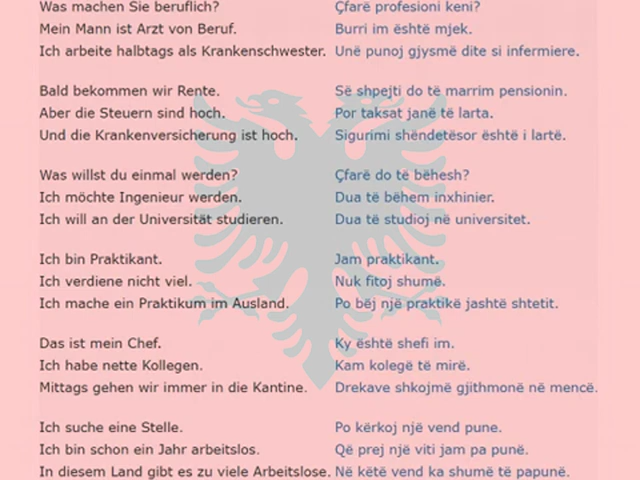 Was machen Sie beruflich? Çfarë profesioni keni?
Mein Mann ist Arzt von Beruf. Burri im është mjek.
Ich arbeite halbtags als Krankenschwester. Unë punoj gjysmë dite si infermiere.
Bald bekommen wir Rente. Së shpejti do të marrim pensionin.
Aber die Steuern sind hoch. Por taksat janë të larta.
Und die Krankenversicherung ist hoch. Sigurimi shëndetësor është i lartë.
Was willst du einmal werden? Çfarë do të bëhesh?
Ich möchte Ingenieur werden. Dua të bëhem inxhinier.
Ich will an der Universität studieren. Dua të studioj në universitet.
Ich bin Praktikant. Jam praktikant.
Ich verdiene nicht viel. Nuk fitoj shumë.
Ich mache ein Praktikum im Ausland. Po bëj një praktikë jashtë shtetit.
Das ist mein Chef. Ky është shefi im.
Ich habe nette Kollegen. Kam kolegë të mirë.
Mittags gehen wir immer in die Kantine. Drekave shkojmë gjithmonë në mencë.
Ich suche eine Stelle. Po kërkoj një vend pune.
Ich bin schon ein Jahr arbeitslos. Që prej një viti jam pa punë.
In diesem Land gibt es zu viele Arbeitslose. Në këtë vend ka shumë të papunë.